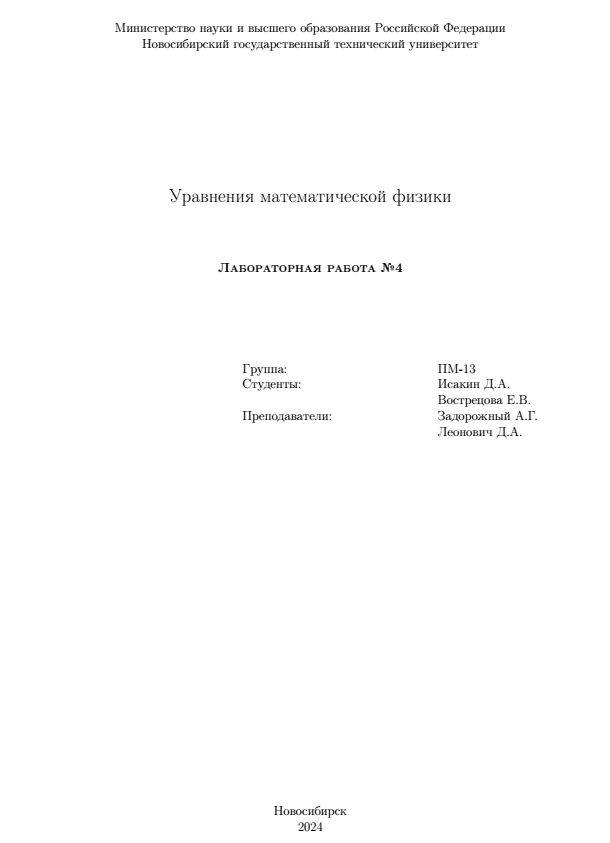 Министерство науки и высшего образования Российской Федерации
Новосибирский государственный технический университет
Уравнения математической физики
Лабораторная работа №4
Группа: ПМ-13
Студенты: Исакин Д.А.
Вострецова Е.В.
Преподаватели: Задорожный А.Г.
Леонович Д.А.
Новосибирск
2024